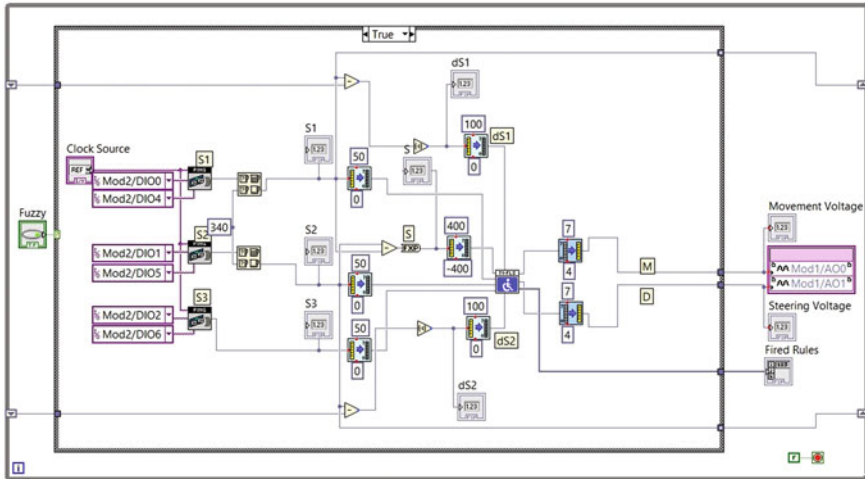 True
dS1
S1
100
dS1
0
Clock Source
S1
S
50
0
REF
Mod2/DIO0
Mod2/DIO4
Fuzzy
340
S2
S
EXP
400
-400
7
4
Movement Voltage
Mod2/DIO1
Mod2/DIO5
S2
50
0
M
Mod1/AO0
Mod1/AO1
S3
S3
Mod2/DIO2
Mod2/DIO6
50
0
100
0
dS2
7
4
D
Steering Voltage
Fired Rules
dS2
i
F